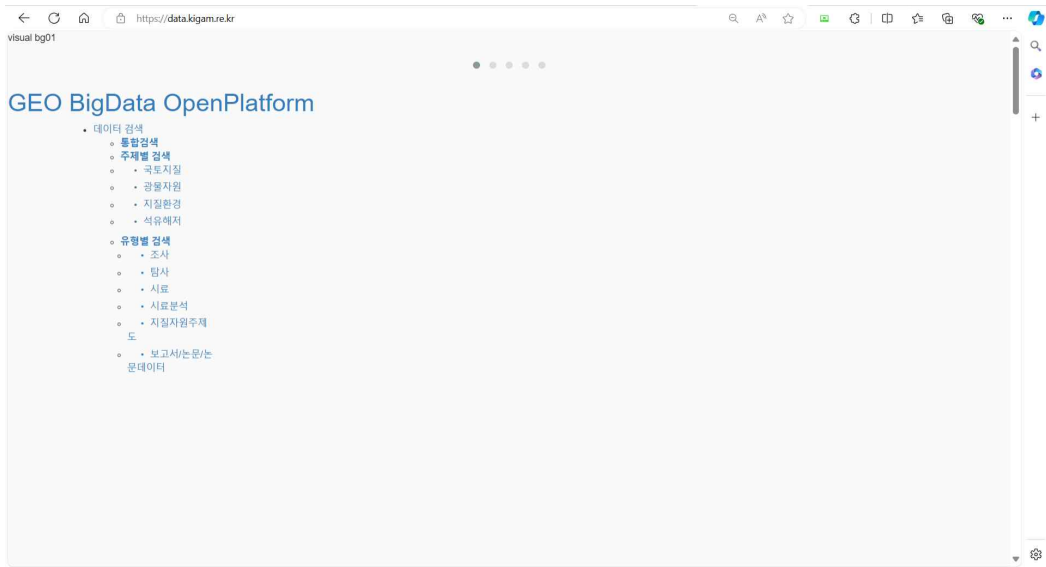 https://data.kigam.re.kr
visual bg01
GEO BigData OpenPlatform
데이터 검색
통합검색
주제별 검색
국토지질
광물자원
지질환경
석유해저
유형별 검색
조사
탐사
시료
시료분석
지질자원주제
도
보고서/논문/논
문데이터